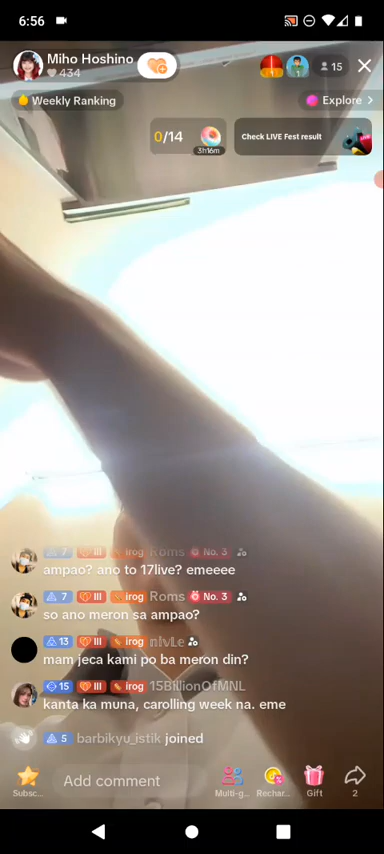 6:56
Miho Hoshino
434
15
Weekly Ranking
Explore
0/14
3h16m
Check LIVE Fest result
7 III irog Roms No. 3
ampao? ano to 17live? emeeee
7 III irog Roms No. 3
so ano meron sa ampao?
13 III irog 𝕟𝕚𝕧𝕃𝕖
mam jeca kami po ba meron din?
15 III irog 15BillionOfMNL
kanta ka muna, carolling week na. eme
5 barbikyu_istik joined
Add comment
Subsc... Multi-g... Rechar... Gift 2